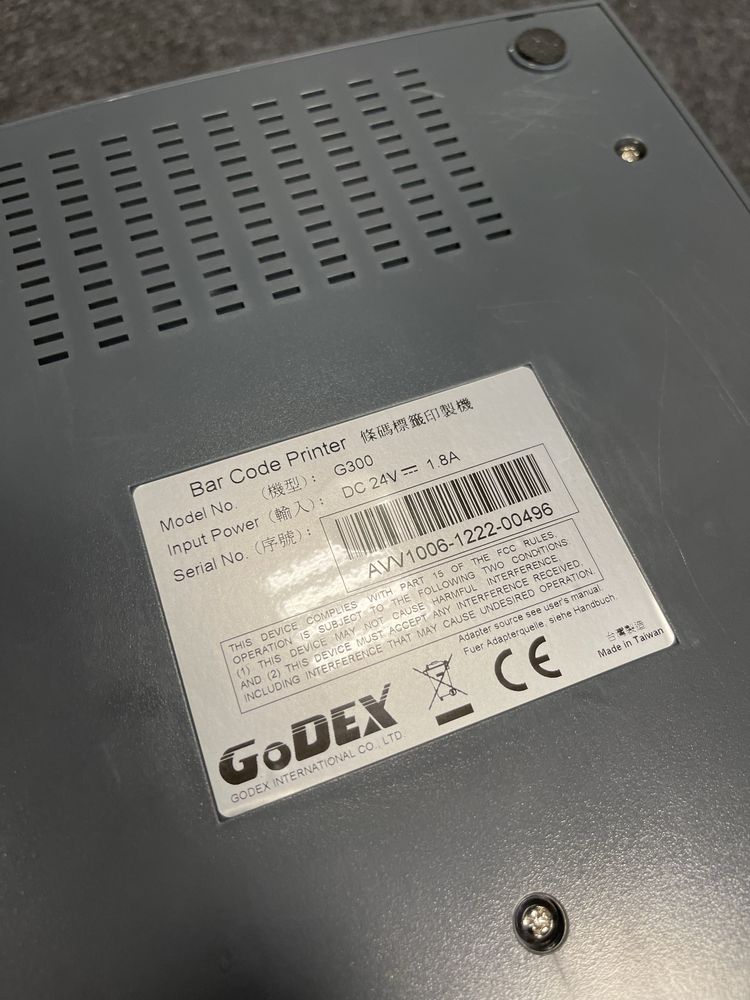 Bar Code Printer 條碼標籤印製機
Model No. (機型): G300
Input Power (輸入): DC 24V⎓ 1.8A
Serial No. (序號):
AVV1006-1222-00496
THIS DEVICE COMPLIES WITH PART 15 OF THE FCC RULES.
OPERATION IS SUBJECT TO THE FOLLOWING TWO CONDITIONS
(1) THIS DEVICE MAY NOT CAUSE HARMFUL INTERFERENCE.
AND (2) THIS DEVICE MUST ACCEPT ANY INTERFERENCE RECEIVED,
INCLUDING INTERFERENCE THAT MAY CAUSE UNDESIRED OPERATION.
Adapter source see user's manual.
Fuer Adapterquelle, siehe Handbuch.
CE
台灣製造
Made in Taiwan
GoDEX
GODEX INTERNATIONAL CO., LTD.